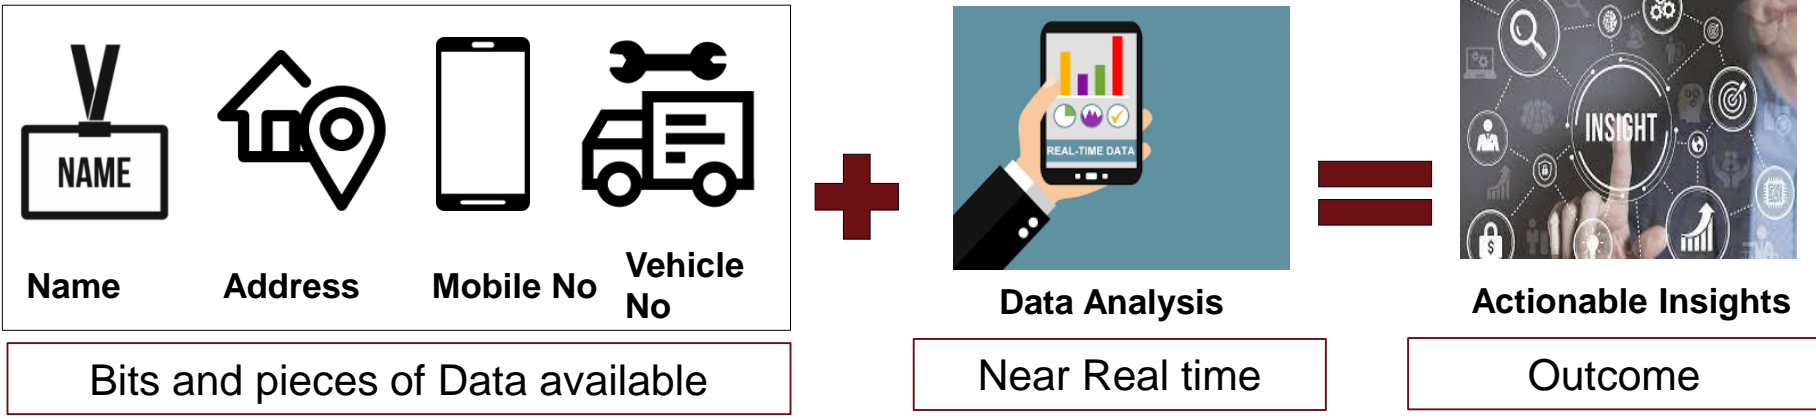 NAME
Name
Address
Mobile No
Vehicle
No
Bits and pieces of Data available
REAL-TIME DATA
Data Analysis
Near Real time
INSIGHT
$
Actionable Insights
Outcome